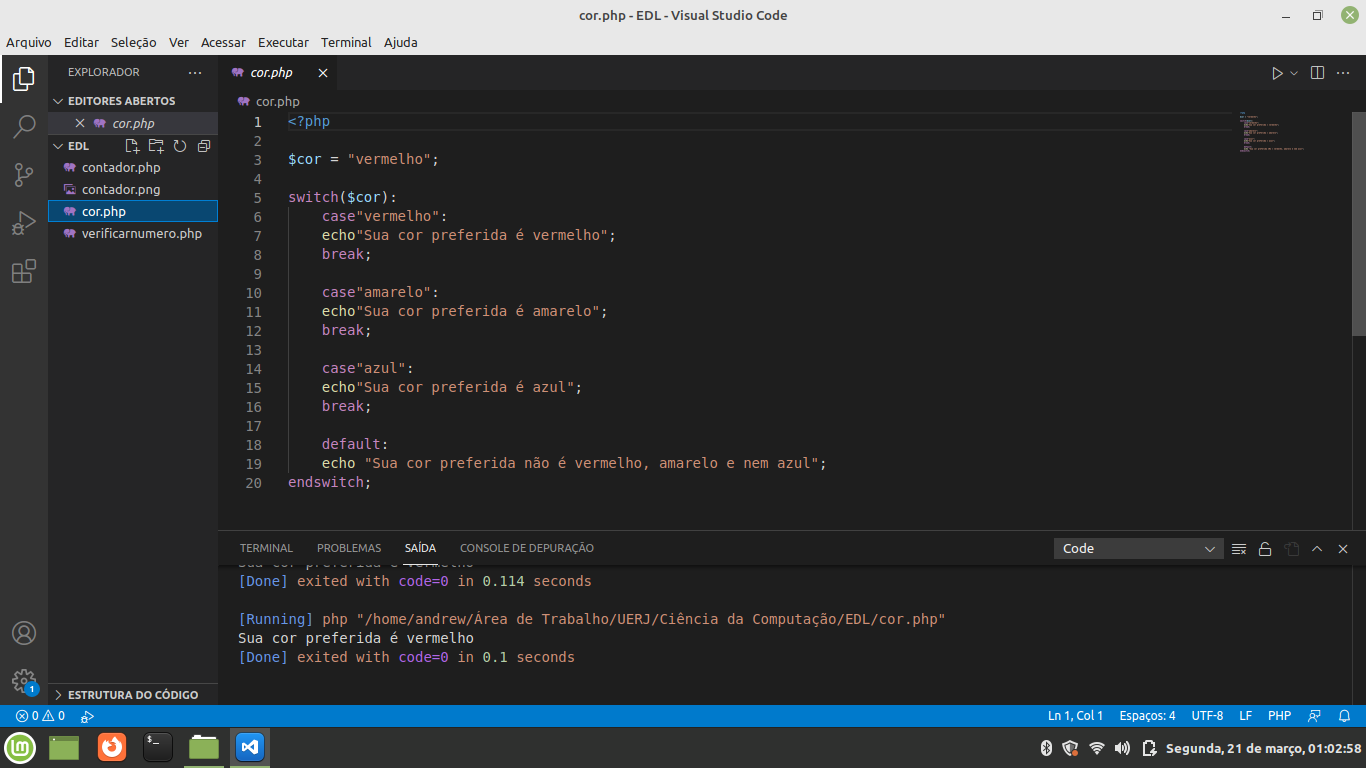 cor.php - EDL - Visual Studio Code
Arquivo Editar Seleção Ver Acessar Executar Terminal Ajuda
EXPLORADOR
EDITORES ABERTOS
cor.php
EDL
contador.php
contador.png
cor.php
verificarnumero.php
ESTRUTURA DO CÓDIGO
1
cor.php
cor.php
1 <?php
2
3 $cor = "vermelho";
4
5 switch($cor):
6 case"vermelho":
7 echo"Sua cor preferida é vermelho";
8 break;
9
10 case"amarelo":
11 echo"Sua cor preferida é amarelo";
12 break;
13
14 case"azul":
15 echo"Sua cor preferida é azul";
16 break;
17
18 default:
19 echo "Sua cor preferida não é vermelho, amarelo e nem azul";
20 endswitch;
TERMINAL PROBLEMAS SAÍDA CONSOLE DE DEPURAÇÃO Code
Sua cor preferida é vermelho
[Done] exited with code=0 in 0.114 seconds
[Running] php "/home/andrew/Área de Trabalho/UERJ/Ciência da Computação/EDL/cor.php"
Sua cor preferida é vermelho
[Done] exited with code=0 in 0.1 seconds
0 0 Ln 1, Col 1 Espaços: 4 UTF-8 LF PHP
Segunda, 21 de março, 01:02:58